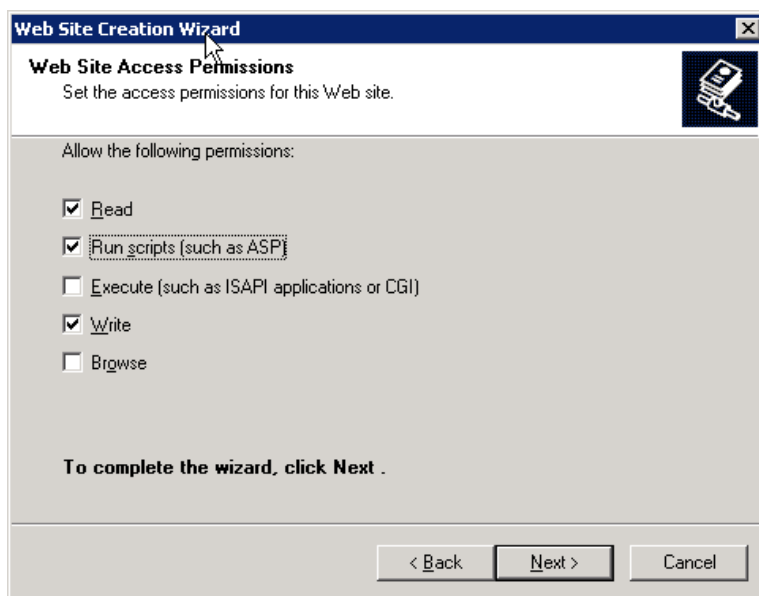 Web Site Creation Wizard
Web Site Access Permissions
Set the access permissions for this Web site.
Allow the following permissions:
Read
Run scripts (such as ASP)
Execute (such as ISAPI applications or CGI)
Write
Browse
To complete the wizard, click Next .
< Back Next > Cancel